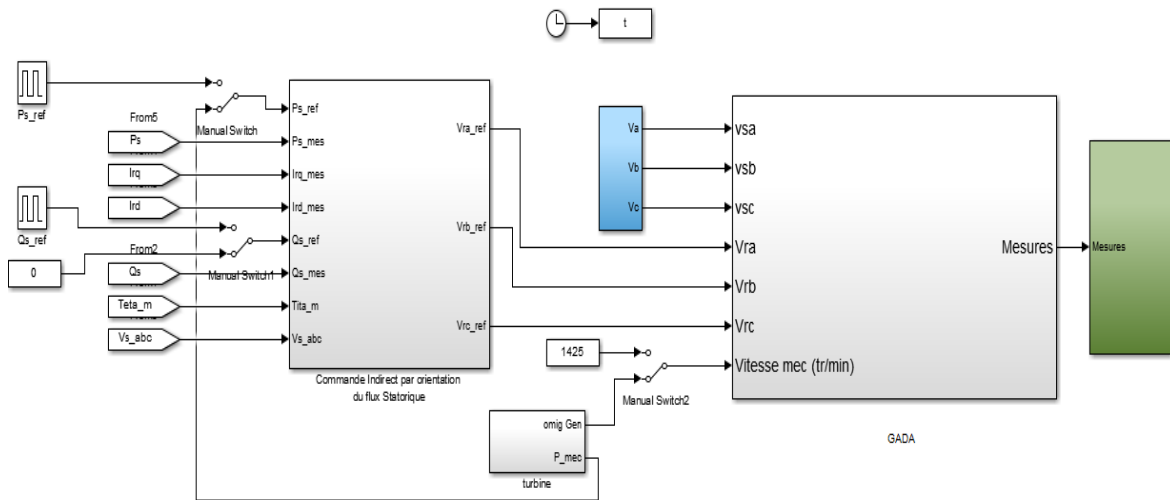 t
Ps_ref
From5
Ps
Irq
Ird
Qs_ref
0
From2
Qs
Teta_m
Vs_abc
Manual Switch
Manual Switch1
Ps_ref
Ps_mes
Irq_mes
Ird_mes
Qs_ref
Qs_mes
Tita_m
Vs_abc
Vra_ref
Vrb_ref
Vrc_ref
Commande Indirect par orientation
du flux Statorique
Va
Vb
Vc
1425
Manual Switch2
omig Gen
P_mec
turbine
vsa
vsb
vsc
Vra
Vrb
Vrc
Vitesse mec (tr/min)
Mesures
GADA
Mesures